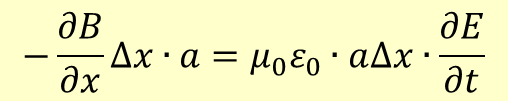 − ∂B/∂x Δx · a = μ₀ε₀ · aΔx · ∂E/∂t